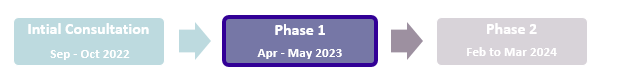 Intial Consultation
Sep - Oct 2022
Phase 1
Apr - May 2023
Phase 2
Feb to Mar 2024